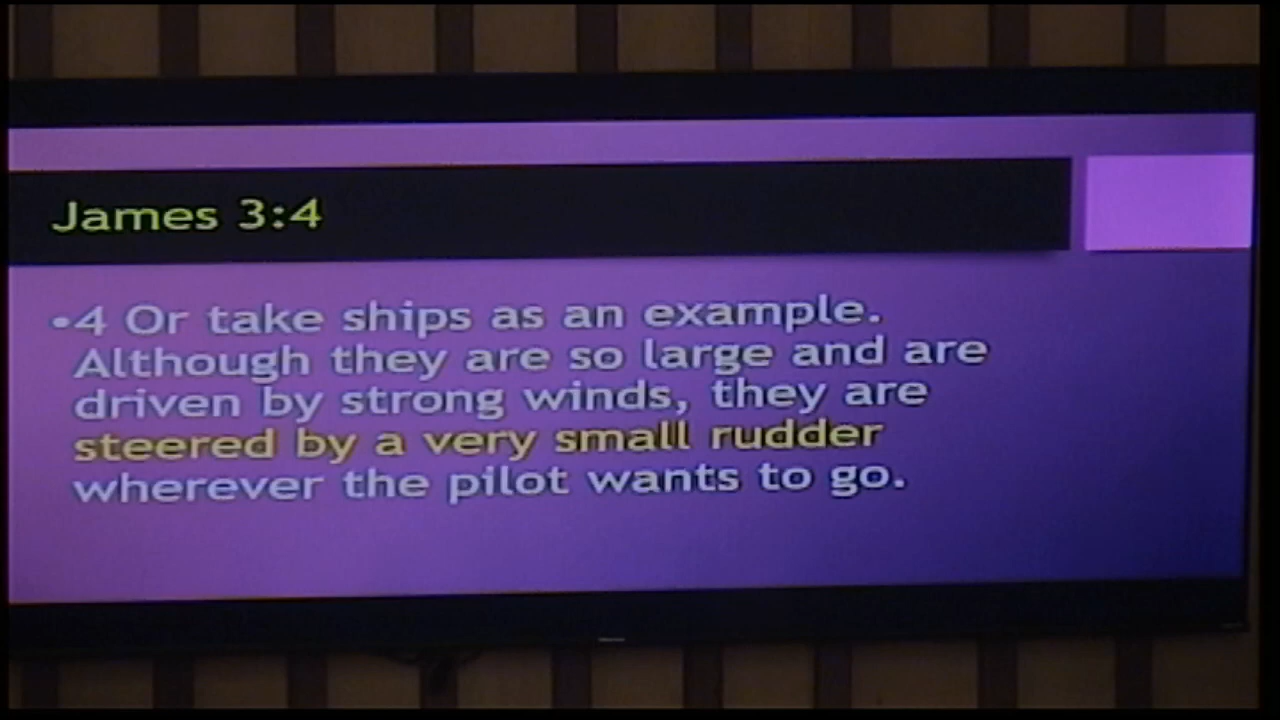 James 3:4
•4 Or take ships as an example.
Although they are so large and are
driven by strong winds, they are
steered by a very small rudder
wherever the pilot wants to go.